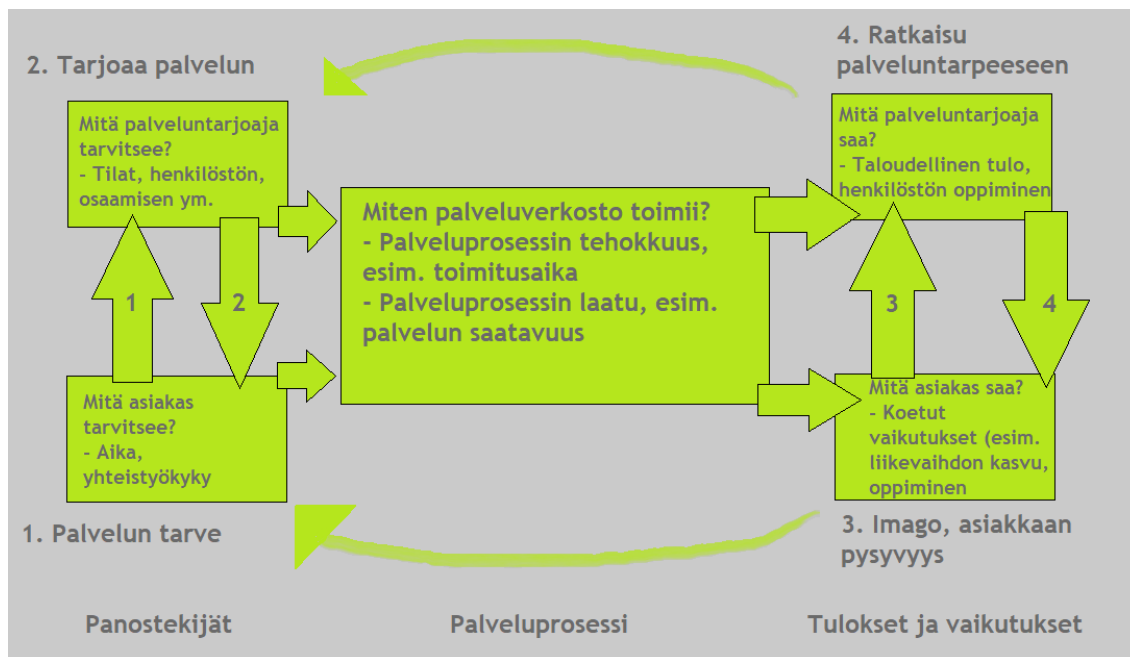 2. Tarjoaa palvelun
Mitä palveluntarjoaja
tarvitsee?
- Tilat, henkilöstön,
osaamisen ym.
1
2
Mitä asiakas
tarvitsee?
- Aika,
yhteistyökyky
1. Palvelun tarve
Panostekijät
Miten palveluverkosto toimii?
- Palveluprosessin tehokkuus,
esim. toimitusaika
- Palveluprosessin laatu, esim.
palvelun saatavuus
Palveluprosessi
4. Ratkaisu
palveluntarpeeseen
Mitä palveluntarjoaja
saa?
- Taloudellinen tulo,
henkilöstön oppiminen
3
4
Mitä asiakas saa?
- Koetut
vaikutukset (esim.
liikevaihdon kasvu,
oppiminen
3. Imago, asiakkaan
pysyvyys
Tulokset ja vaikutukset